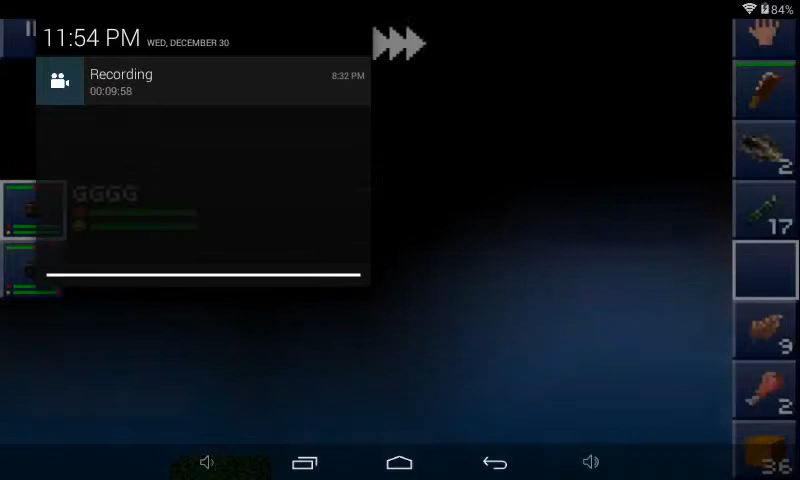 84%
11:54 PM WED, DECEMBER 30
Recording 8:32 PM
00:09:58
GGGG
2
17
9
2
36